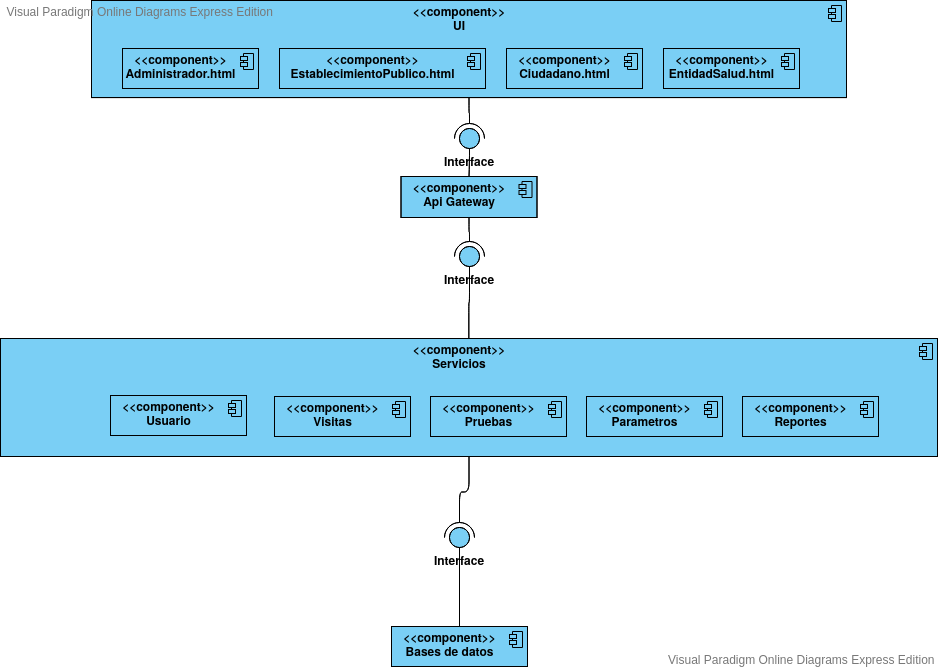 Visual Paradigm Online Diagrams Express Edition
<<component>>
UI
<<component>>
Administrador.html
<<component>>
EstablecimientoPublico.html
<<component>>
Ciudadano.html
<<component>>
EntidadSalud.html
Interface
<<component>>
Api Gateway
Interface
<<component>>
Servicios
<<component>>
Usuario
<<component>>
Visitas
<<component>>
Pruebas
<<component>>
Parametros
<<component>>
Reportes
Interface
<<component>>
Bases de datos
Visual Paradigm Online Diagrams Express Edition